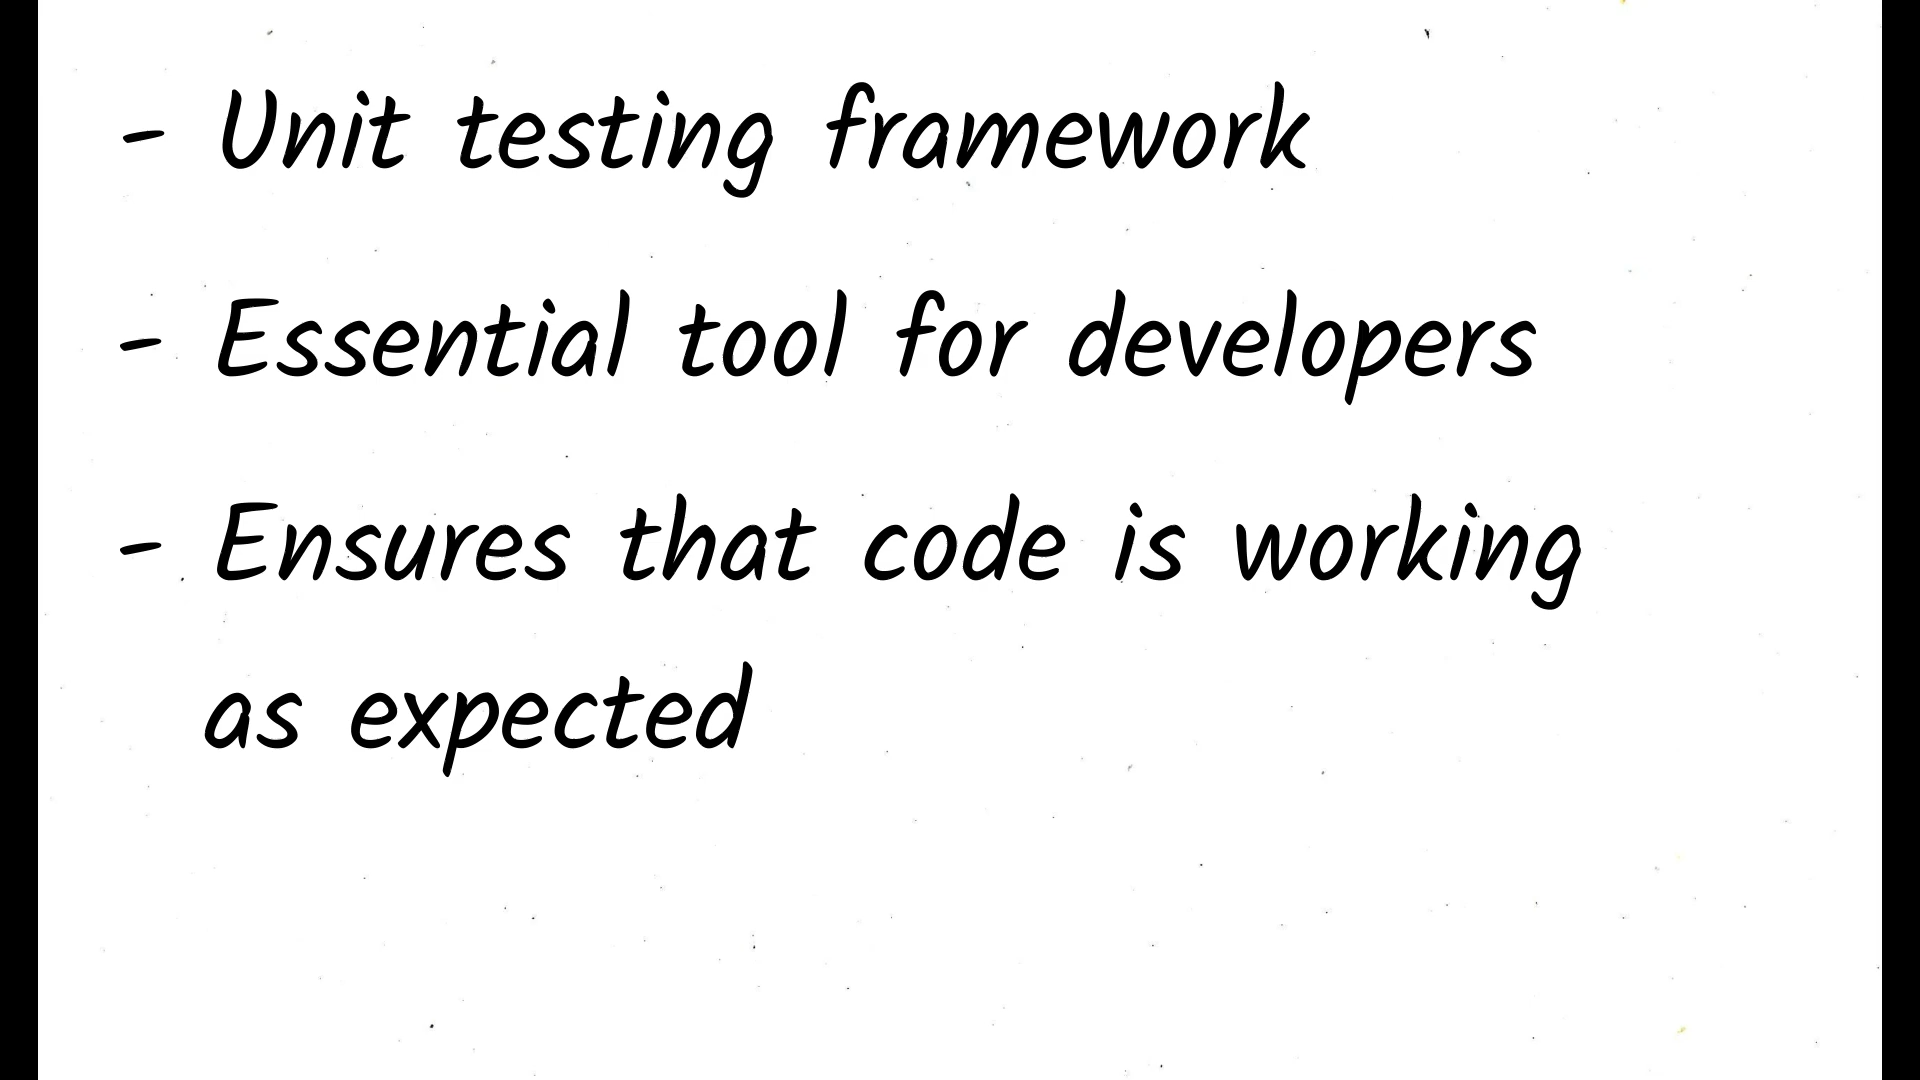 - Unit testing framework
- Essential tool for developers
- Ensures that code is working
as expected